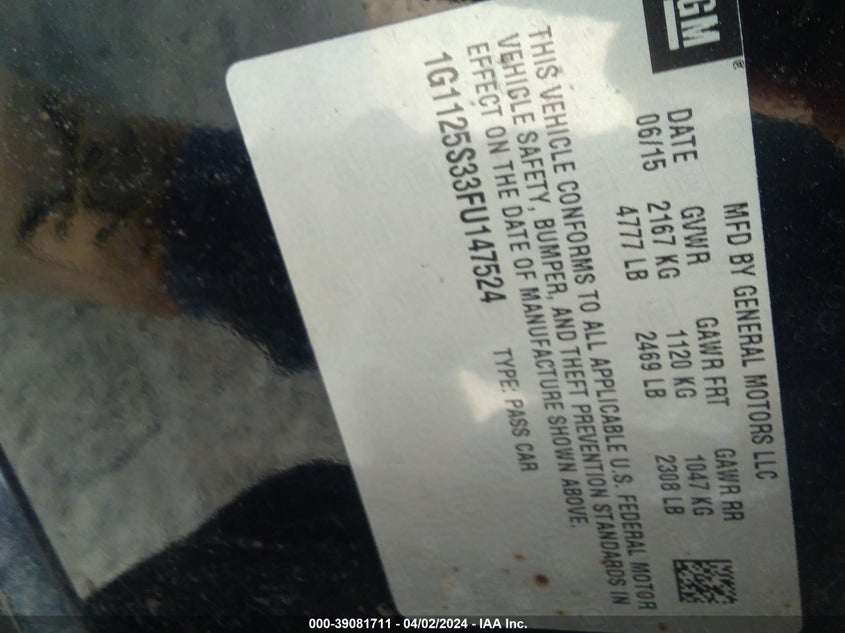 GM
®
MFD BY GENERAL MOTORS LLC
DATE GVWR GAWR FRT GAWR RR
06/15 2167 KG 1120 KG 1047 KG
4777 LB 2469 LB 2308 LB
THIS VEHICLE CONFORMS TO ALL APPLICABLE U.S. FEDERAL MOTOR
VEHICLE SAFETY, BUMPER, AND THEFT PREVENTION STANDARDS IN
EFFECT ON THE DATE OF MANUFACTURE SHOWN ABOVE.
1G1125S33FU147524 TYPE: PASS CAR
000-39081711 - 04/02/2024 - IAA Inc.